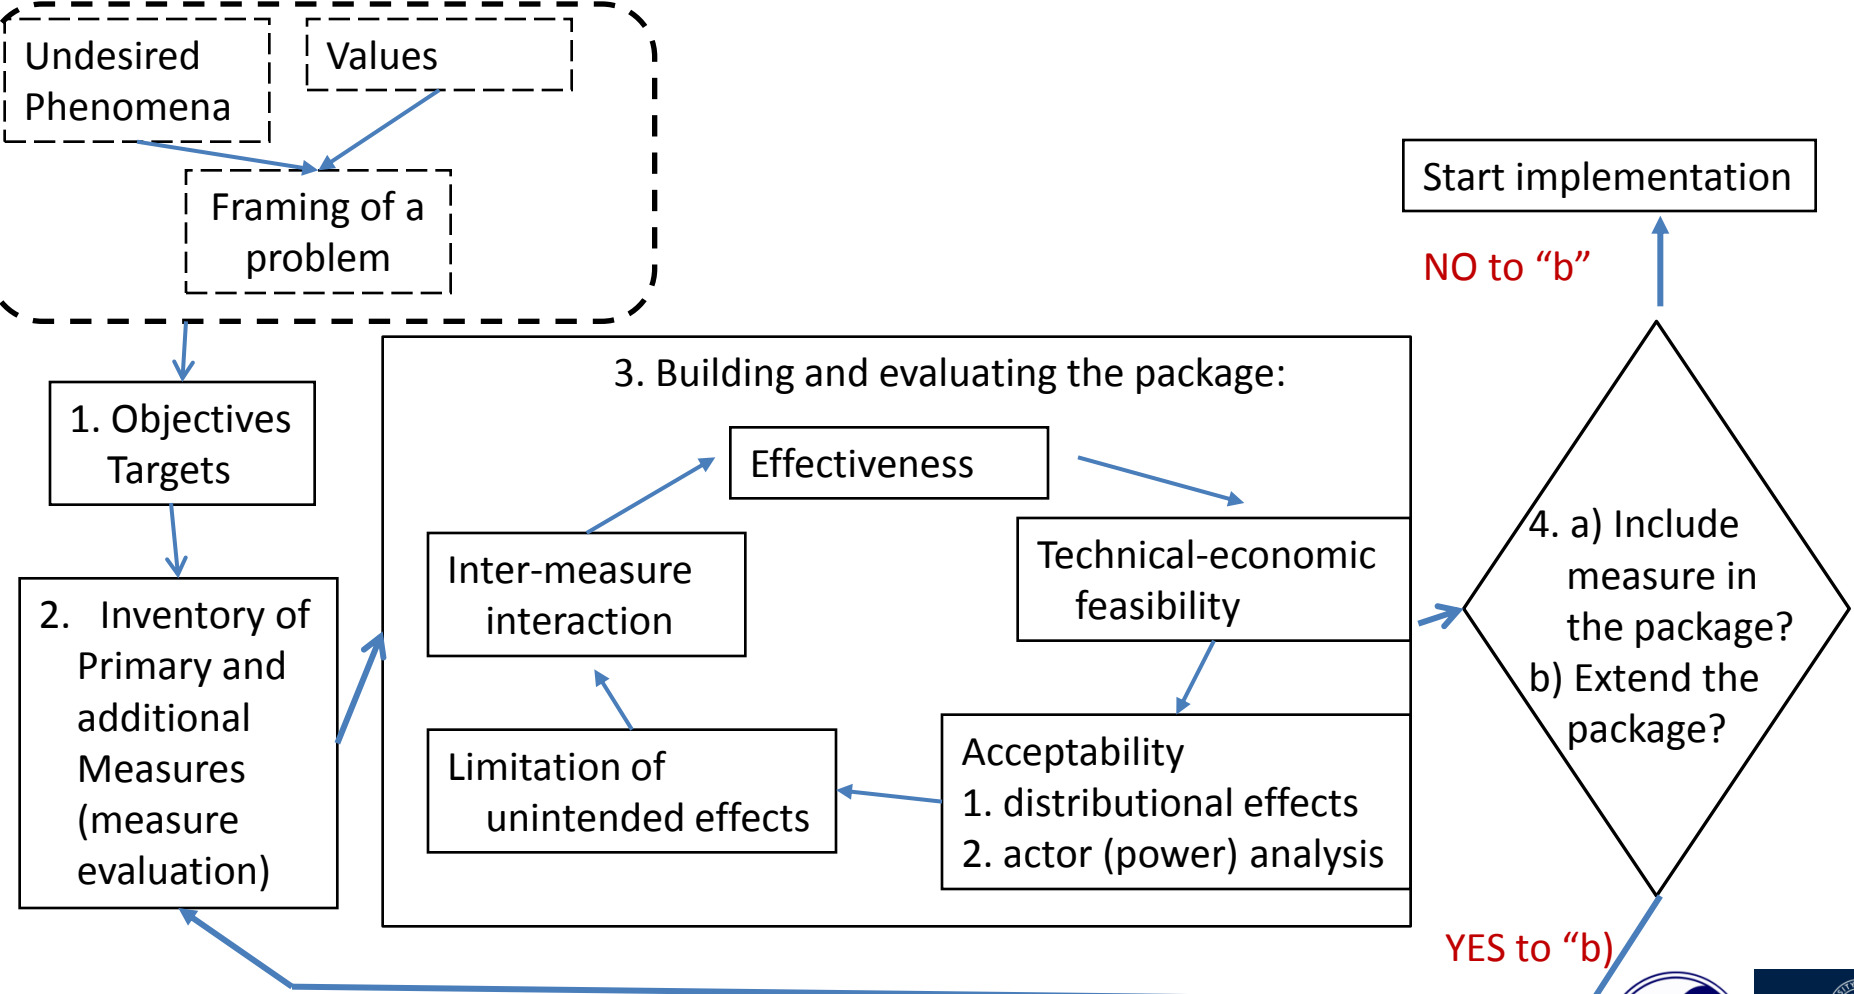 Undesired
Phenomena
Values
Framing of a
problem
Start implementation
NO to “b”
1. Objectives
Targets
3. Building and evaluating the package:
Effectiveness
Inter-measure
interaction
Technical-economic
feasibility
4. a) Include
measure in
the package?
b) Extend the
package?
2. Inventory of
Primary and
additional
Measures
(measure
evaluation)
Limitation of
unintended effects
Acceptability
1. distributional effects
2. actor (power) analysis
YES to “b)